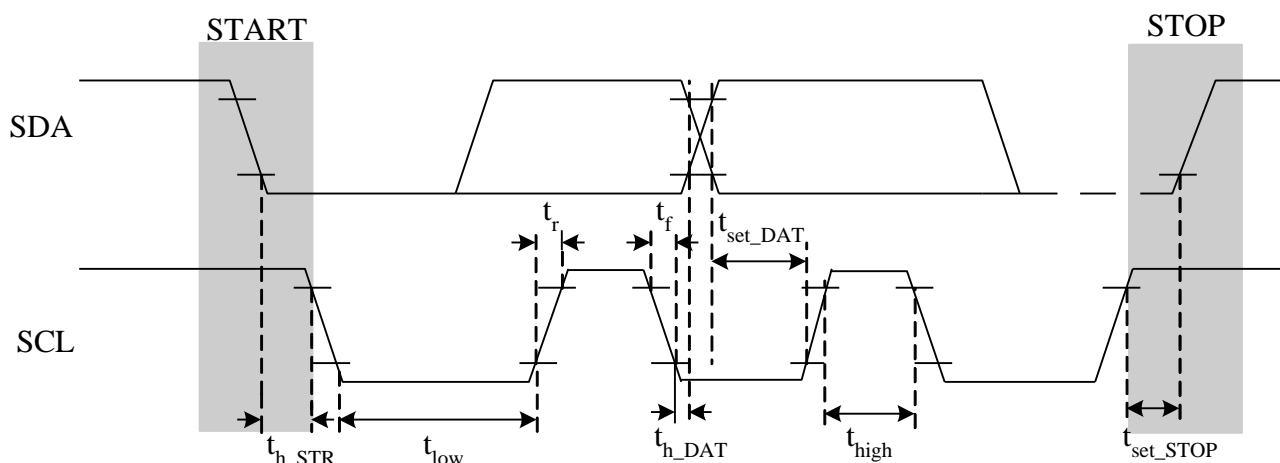 START
STOP
SDA
t_r
t_f
t_set_DAT
SCL
t_h_STR
t_low
t_h_DAT
t_high
t_set_STOP